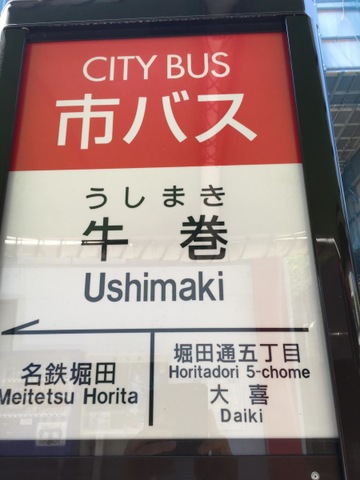 CITY BUS
市バス
うしまき
牛 巻
Ushimaki
名鉄堀田
Meitetsu Horita
堀田通五丁目
Horitadori 5-chome
大 喜
Daiki